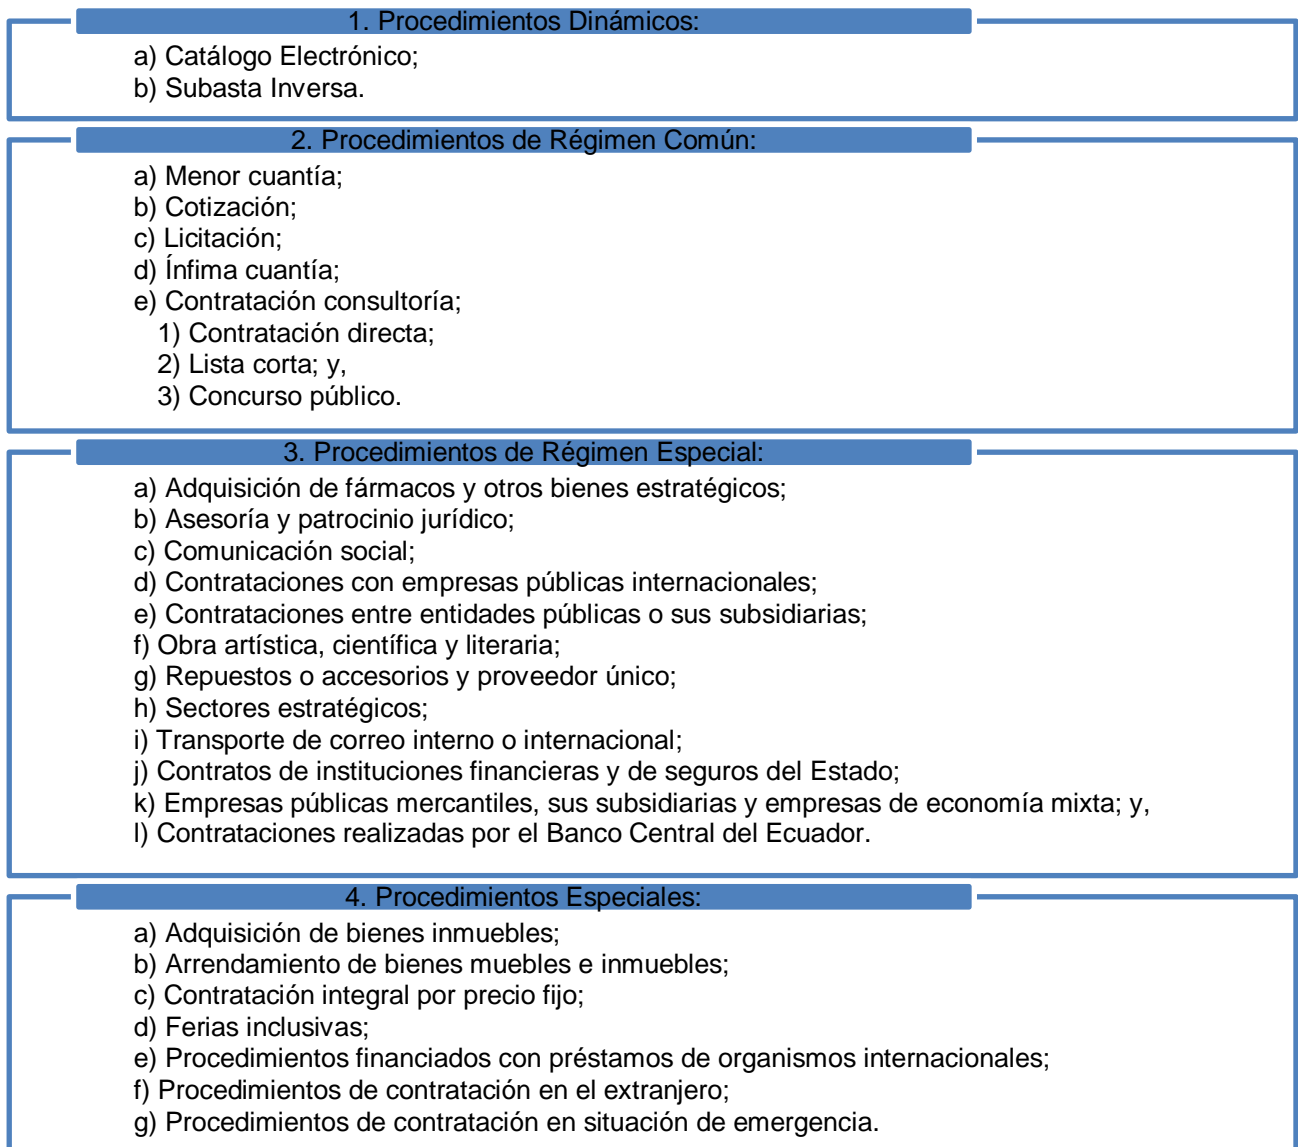 1. Procedimientos Dinámicos:
a) Catálogo Electrónico;
b) Subasta Inversa.
2. Procedimientos de Régimen Común:
a) Menor cuantía;
b) Cotización;
c) Licitación;
d) Ínfima cuantía;
e) Contratación consultoría;
1) Contratación directa;
2) Lista corta; y,
3) Concurso público.
3. Procedimientos de Régimen Especial:
a) Adquisición de fármacos y otros bienes estratégicos;
b) Asesoría y patrocinio jurídico;
c) Comunicación social;
d) Contrataciones con empresas públicas internacionales;
e) Contrataciones entre entidades públicas o sus subsidiarias;
f) Obra artística, científica y literaria;
g) Repuestos o accesorios y proveedor único;
h) Sectores estratégicos;
i) Transporte de correo interno o internacional;
j) Contratos de instituciones financieras y de seguros del Estado;
k) Empresas públicas mercantiles, sus subsidiarias y empresas de economía mixta; y,
l) Contrataciones realizadas por el Banco Central del Ecuador.
4. Procedimientos Especiales:
a) Adquisición de bienes inmuebles;
b) Arrendamiento de bienes muebles e inmuebles;
c) Contratación integral por precio fijo;
d) Ferias inclusivas;
e) Procedimientos financiados con préstamos de organismos internacionales;
f) Procedimientos de contratación en el extranjero;
g) Procedimientos de contratación en situación de emergencia.